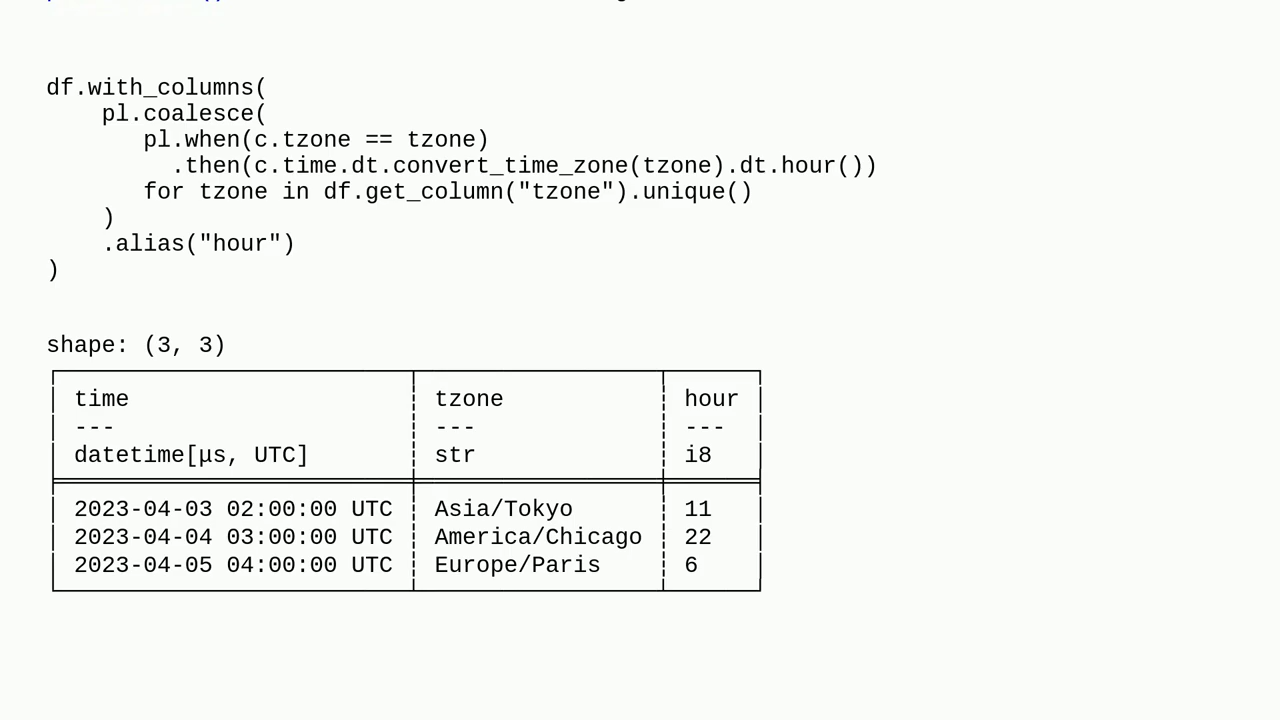 df.with_columns(
    pl.coalesce(
       pl.when(c.tzone == tzone)
         .then(c.time.dt.convert_time_zone(tzone).dt.hour())
       for tzone in df.get_column("tzone").unique()
    )
    .alias("hour")
)
shape: (3, 3)
time tzone hour
--- --- ---
datetime[μs, UTC] str i8
2023-04-03 02:00:00 UTC Asia/Tokyo 11
2023-04-04 03:00:00 UTC America/Chicago 22
2023-04-05 04:00:00 UTC Europe/Paris 6